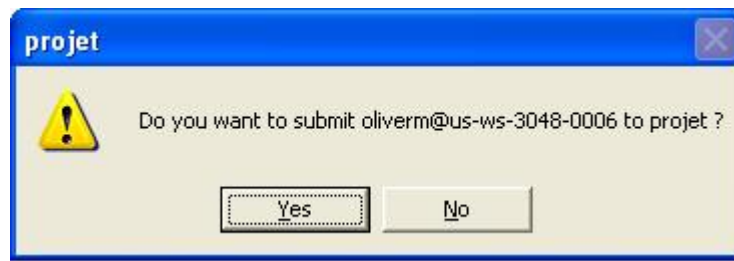 projet
Do you want to submit oliverm@us-ws-3048-0006 to projet ?
Yes
No